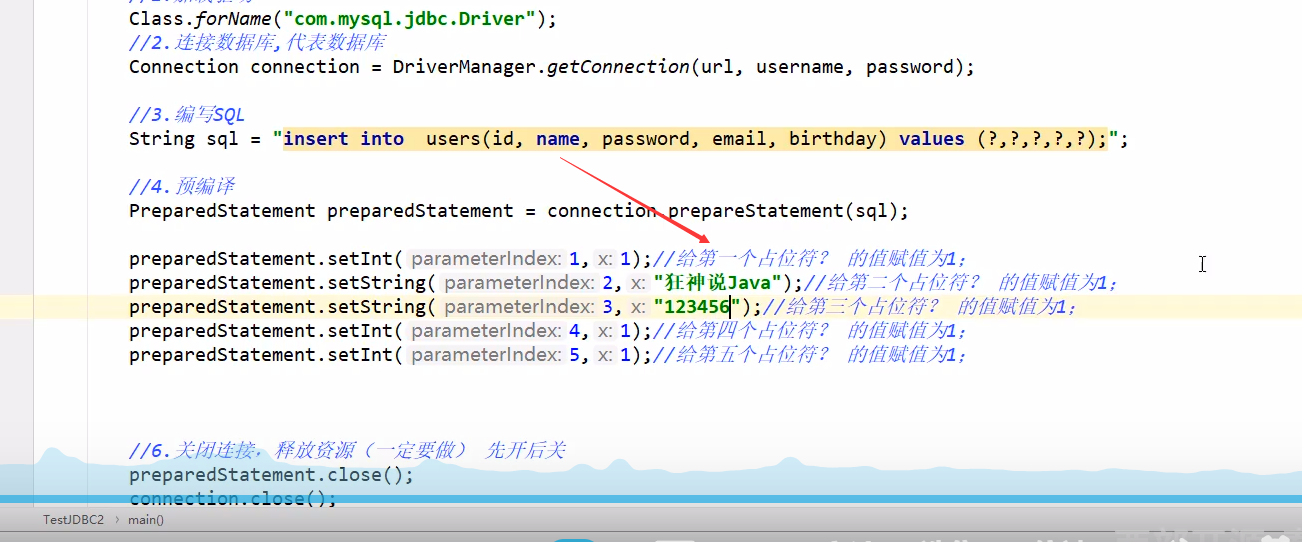 Class.forName("com.mysql.jdbc.Driver");
//2.连接数据库,代表数据库
Connection connection = DriverManager.getConnection(url, username, password);
//3.编写SQL
String sql = "insert into  users(id, name, password, email, birthday) values (?,?,?,?,?);";
//4.预编译
PreparedStatement preparedStatement = connection.prepareStatement(sql);
preparedStatement.setInt( parameterIndex: 1, x: 1);//给第一个占位符？ 的值赋值为1；
preparedStatement.setString( parameterIndex: 2, x: "狂神说Java");//给第二个占位符？ 的值赋值为1；
preparedStatement.setString( parameterIndex: 3, x: "123456");//给第三个占位符？ 的值赋值为1；
preparedStatement.setInt( parameterIndex: 4, x: 1);//给第四个占位符？ 的值赋值为1；
preparedStatement.setInt( parameterIndex: 5, x: 1);//给第五个占位符？ 的值赋值为1；
//6.关闭连接，释放资源（一定要做） 先开后关
preparedStatement.close();
connection.close();
TestJDBC2 › main()